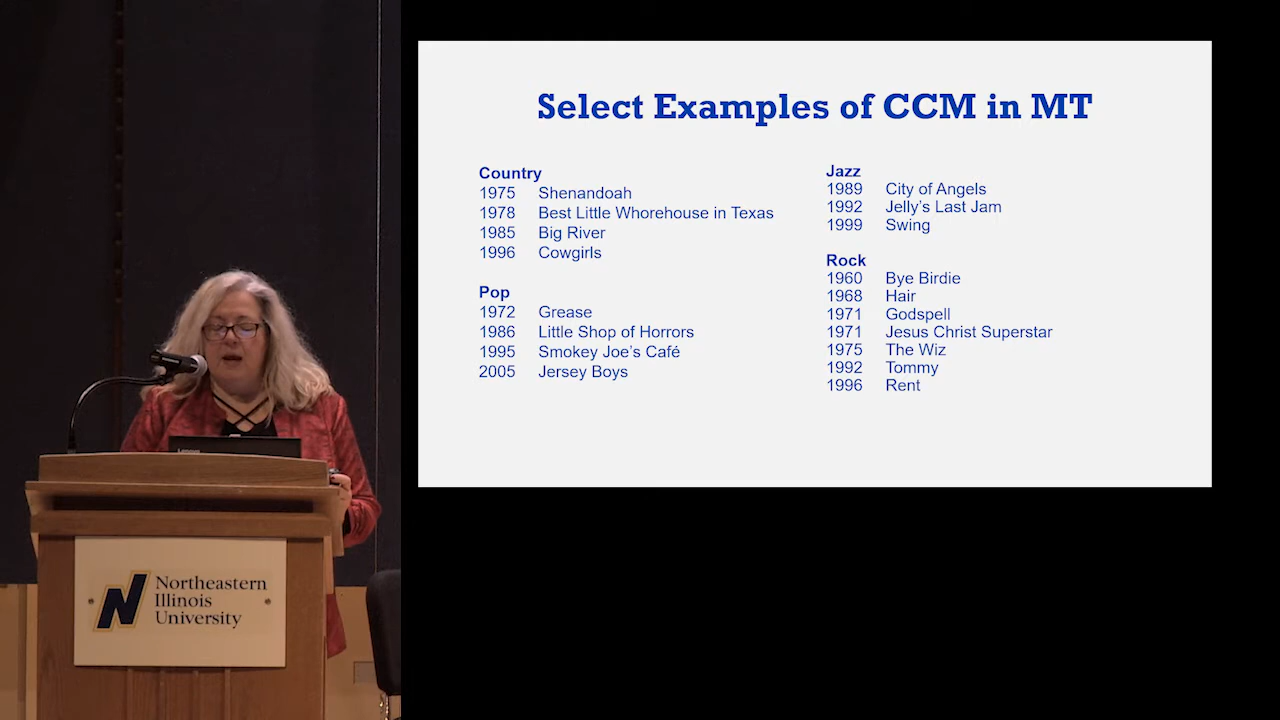 Select Examples of CCM in MT
Country
1975 Shenandoah
1978 Best Little Whorehouse in Texas
1985 Big River
1996 Cowgirls
Pop
1972 Grease
1986 Little Shop of Horrors
1995 Smokey Joe's Café
2005 Jersey Boys
Jazz
1989 City of Angels
1992 Jelly's Last Jam
1999 Swing
Rock
1960 Bye Birdie
1968 Hair
1971 Godspell
1971 Jesus Christ Superstar
1975 The Wiz
1992 Tommy
1996 Rent
N
Northeastern
Illinois
University